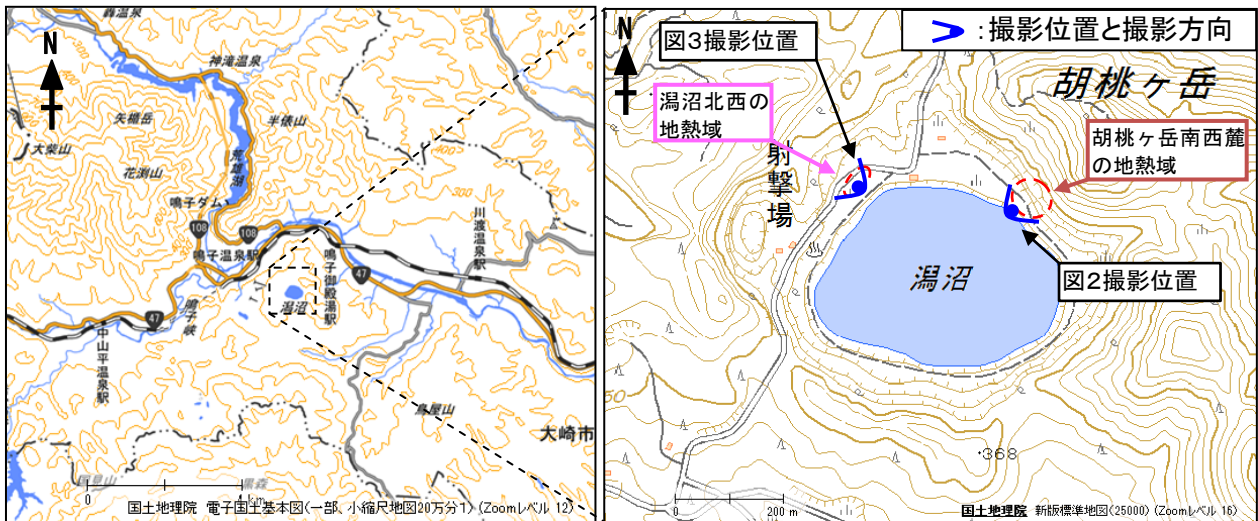 N
轟温泉
神滝温泉
矢櫃岳
半俵山
大柴山
花渕山
荒雄湖
鳴子ダム
108
108
鳴子温泉駅
47
鳴子御殿湯駅
川渡温泉駅
潟沼
鳴子峡
47
中山平温泉駅
鳥屋山
大崎市
0
4 km
国土地理院 電子国土基本図(一部、小縮尺地図20万分1)(Zoomレベル 12)
N
:撮影位置と撮影方向
図3撮影位置
胡桃ヶ岳
潟沼北西の
地熱域
胡桃ヶ岳南西麓
の地熱域
射撃場
潟沼
図2撮影位置
・368
0
200 m
国土地理院 新版標準地図(25000)(Zoomレベル 16)